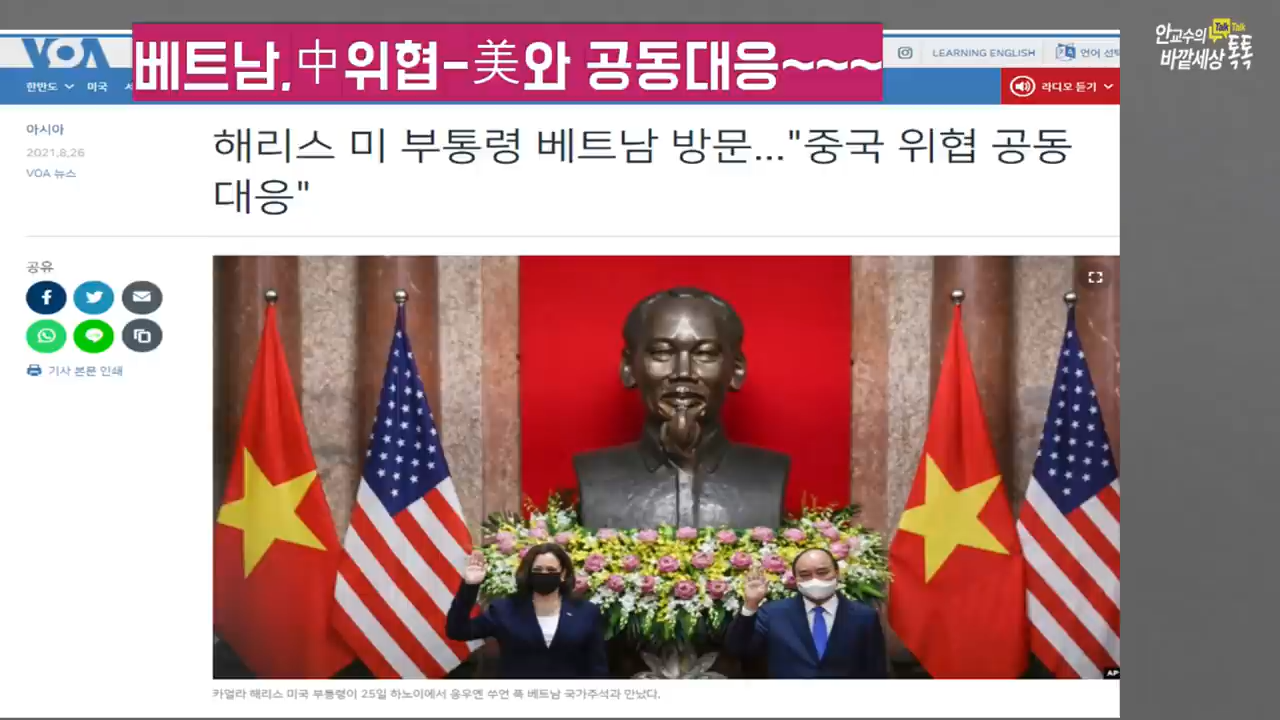 베트남.中위협-美와 공동대응~~~
안교수의 Talk Talk
바깥세상 톡톡
VOA
LEARNING ENGLISH
언어 선택
한반도
미국
라디오 듣기
아시아
2021.8.26
VOA 뉴스
해리스 미 부통령 베트남 방문..."중국 위협 공동
대응"
공유
기사 본문 인쇄
AP
카멀라 해리스 미국 부통령이 25일 하노이에서 응우옌 쑤언 푹 베트남 국가주석과 만났다.